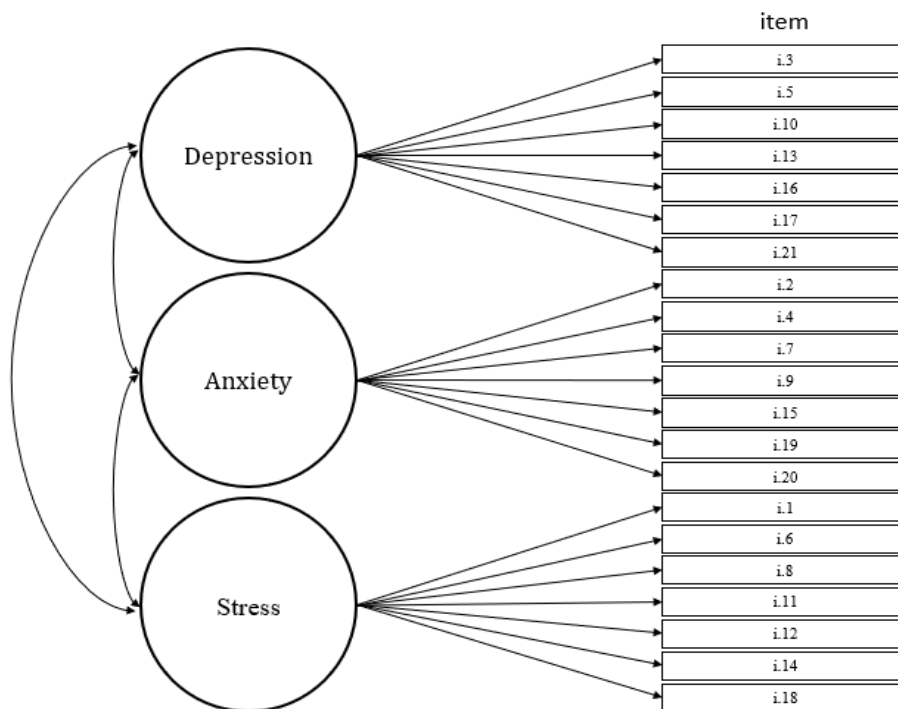 item
i.3
i.5
i.10
Depression
i.13
i.16
i.17
i.21
i.2
i.4
i.7
Anxiety
i.9
i.15
i.19
i.20
i.1
i.6
i.8
Stress
i.11
i.12
i.14
i.18